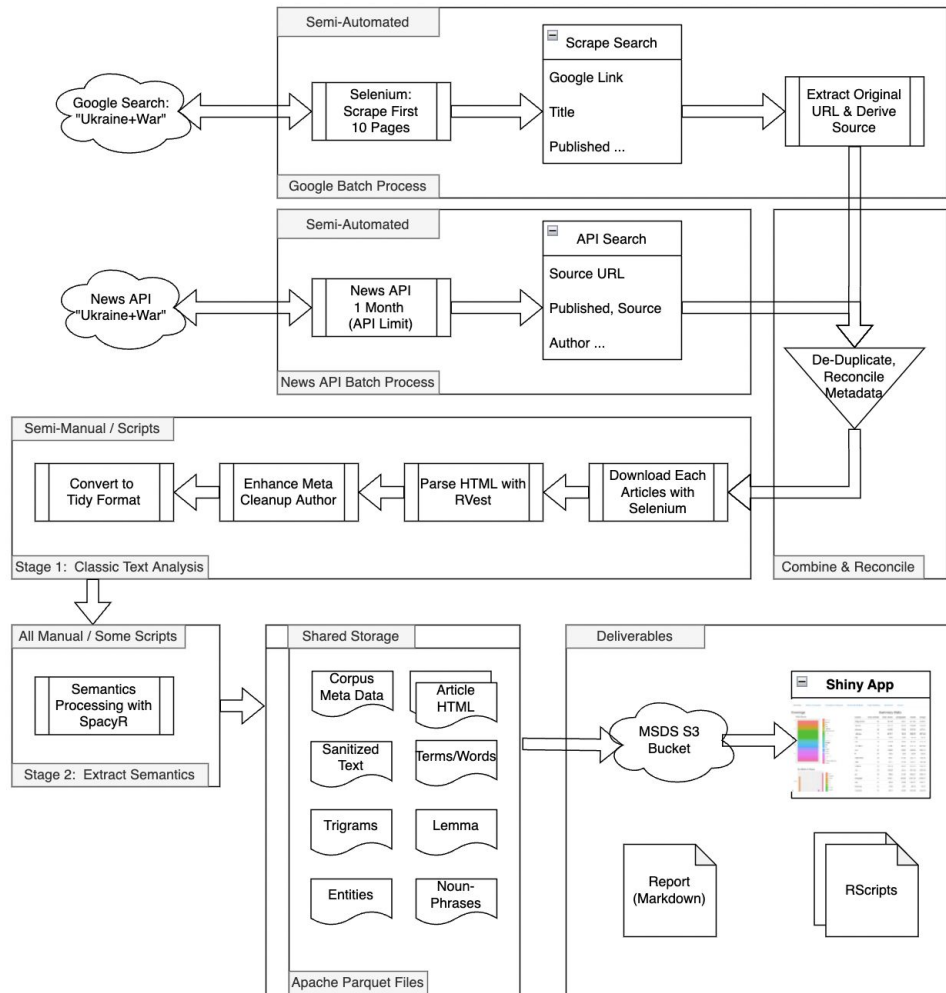 Semi-Automated
Google Search:
"Ukraine+War"
Selenium:
Scrape First
10 Pages
Scrape Search
Google Link
Title
Published ...
Extract Original
URL & Derive
Source
Google Batch Process
Semi-Automated
News API
"Ukraine+War"
News API
1 Month
(API Limit)
API Search
Source URL
Published, Source
Author ...
News API Batch Process
De-Duplicate,
Reconcile
Metadata
Combine & Reconcile
Semi-Manual / Scripts
Convert to
Tidy Format
Enhance Meta
Cleanup Author
Parse HTML with
RVest
Download Each
Articles with
Selenium
Stage 1:  Classic Text Analysis
All Manual / Some Scripts
Semantics
Processing with
SpacyR
Stage 2:  Extract Semantics
Shared Storage
Corpus
Meta Data
Article
HTML
Sanitized
Text
Terms/Words
Trigrams
Lemma
Entities
Noun-
Phrases
Apache Parquet Files
Deliverables
MSDS S3
Bucket
Shiny App
Report
(Markdown)
RScripts